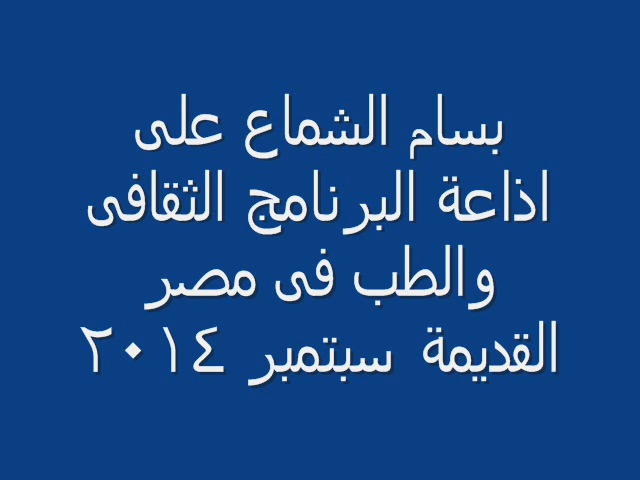 بسام الشماع على
اذاعة البرنامج الثقافى
والطب فى مصر
القديمة سبتمبر ٢٠١٤